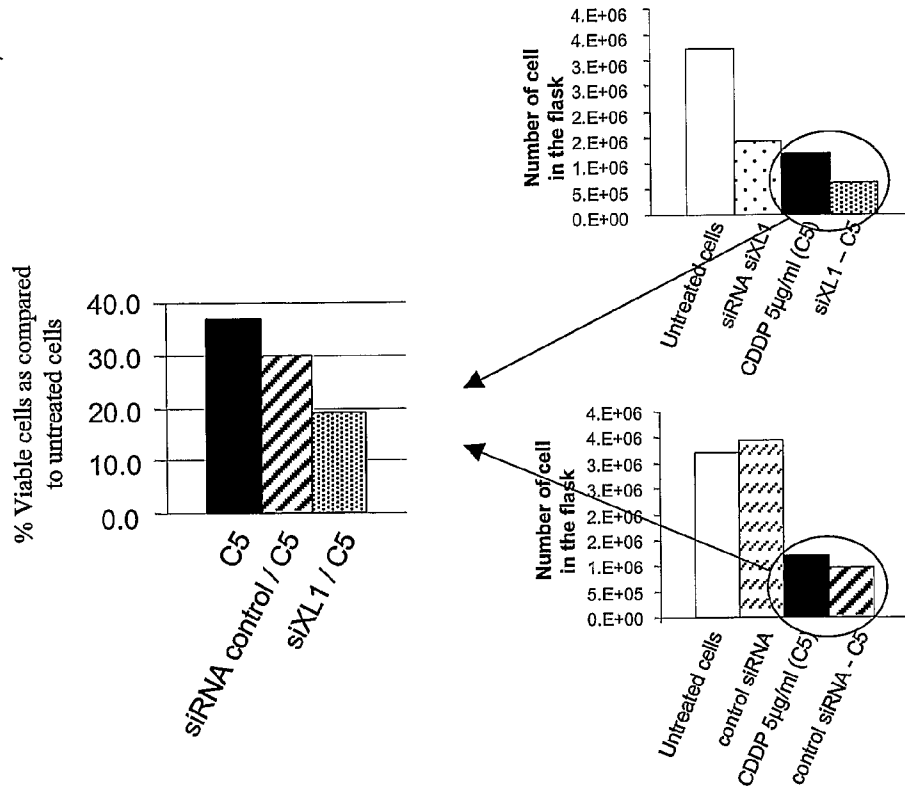 4.E+06
4.E+06
3.E+06
3.E+06
2.E+06
2.E+06
1.E+06
5.E+05
0.E+00
Number of cell
in the flask
Untreated cells
siRNA siXL1
CDDP 5µg/ml (C5)
siXL1 – C5
% Viable cells as compared
to untreated cells
40.0
30.0
20.0
10.0
0.0
C5
siRNA control / C5
siXL1 / C5
4.E+06
4.E+06
3.E+06
3.E+06
2.E+06
2.E+06
1.E+06
5.E+05
0.E+00
Number of cell
in the flask
Untreated cells
control siRNA
CDDP 5µg/ml (C5)
control siRNA - C5